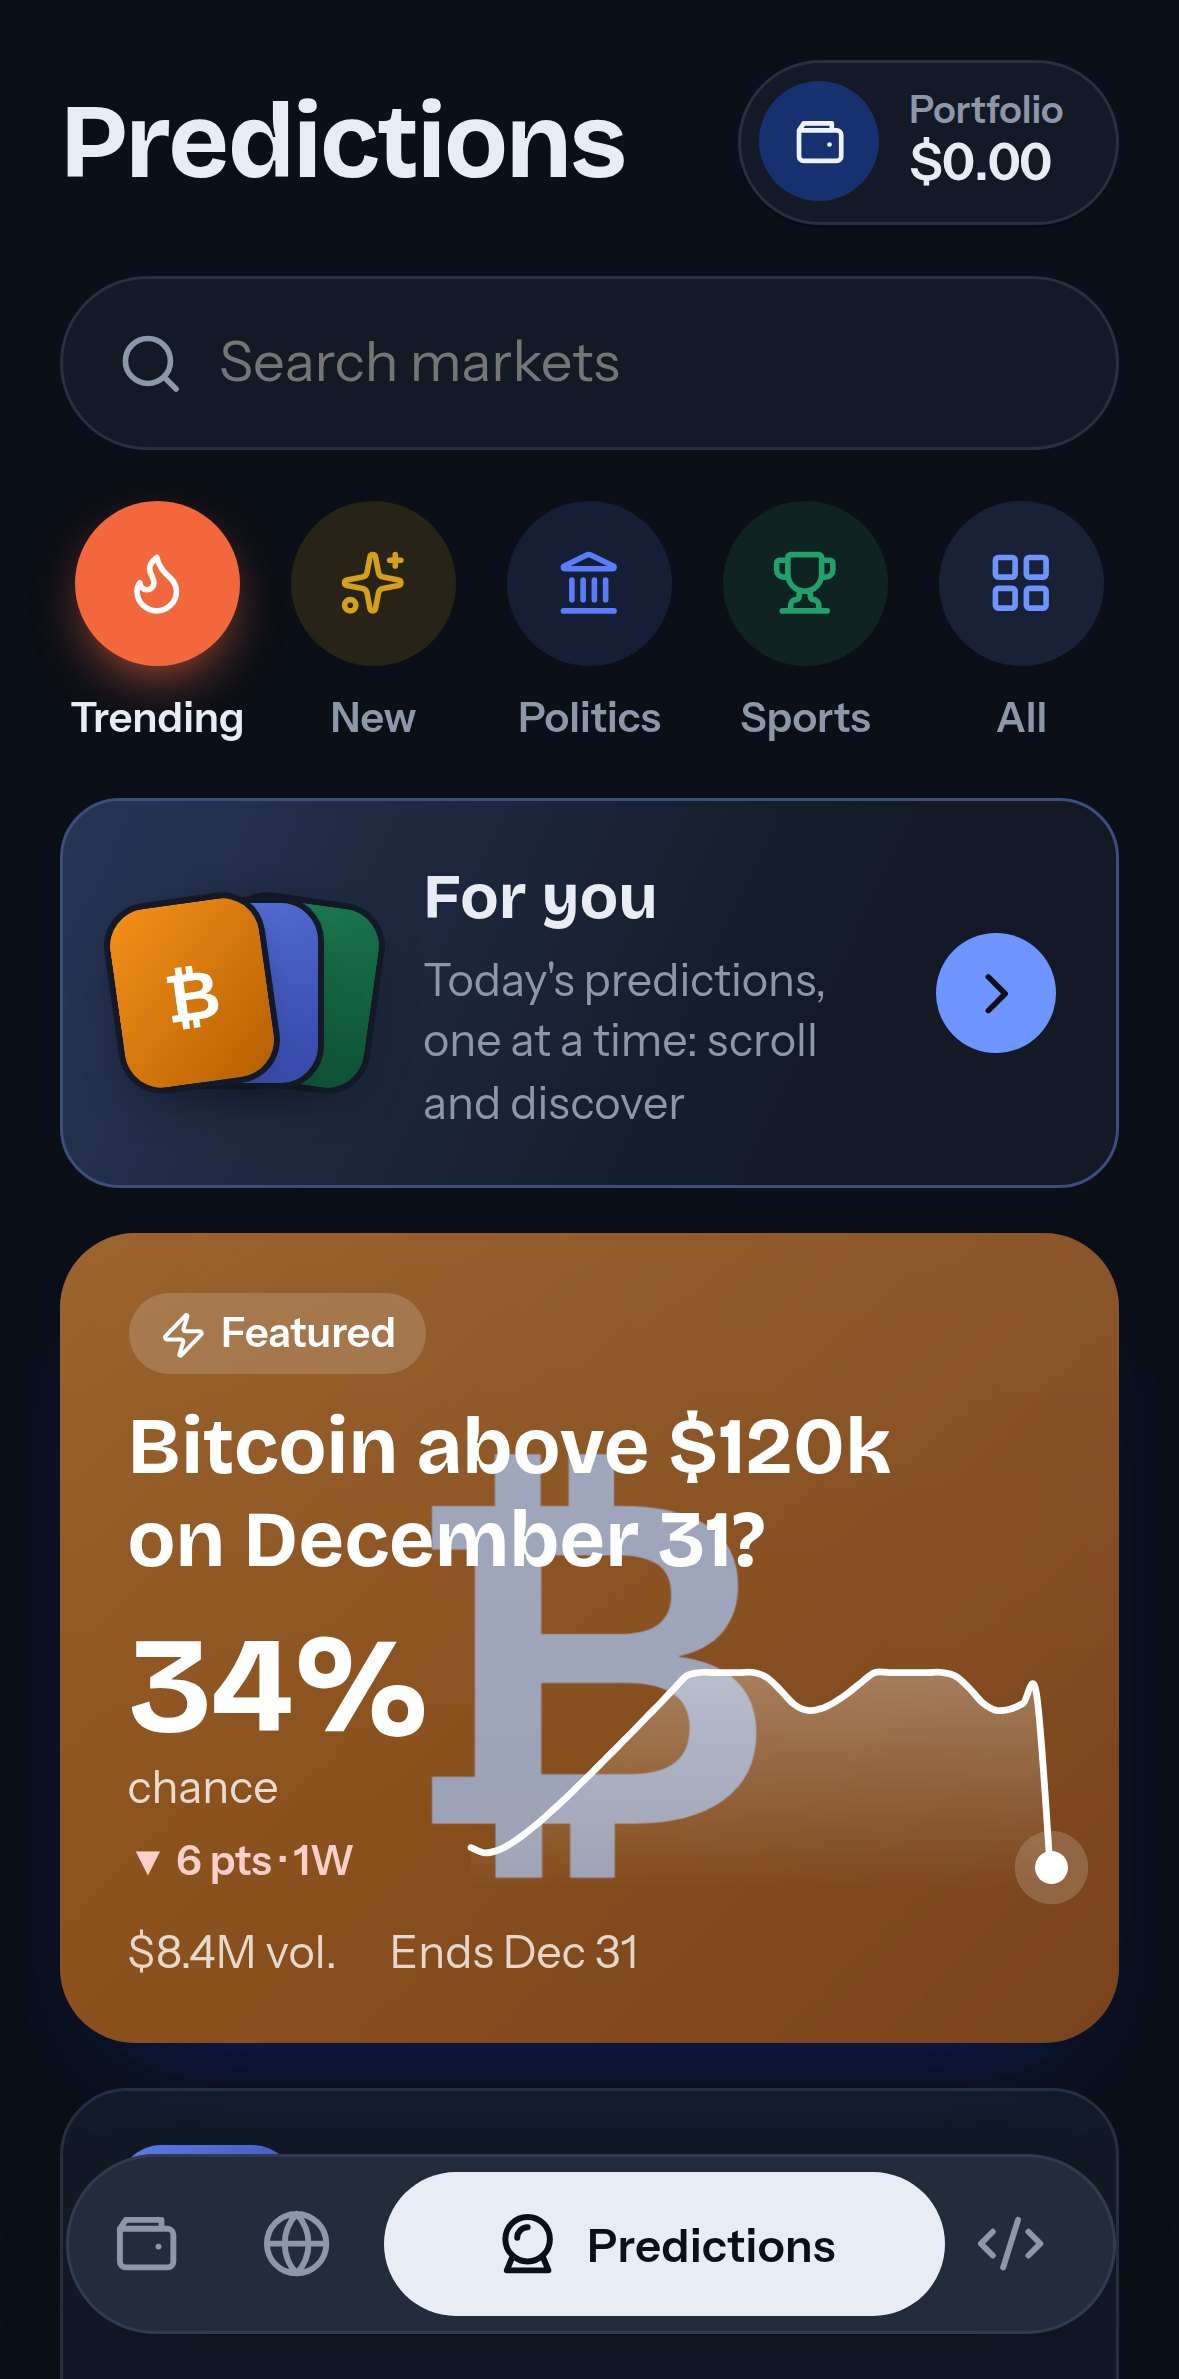 Predictions
Portfolio
$0.00
Search markets
Trending
New
Politics
Sports
All
For you
Today's predictions,
one at a time: scroll
and discover
Featured
Bitcoin above $120k
on December 31?
34%
chance
▼ 6 pts·1W
$8.4M vol.
Ends Dec 31
Predictions